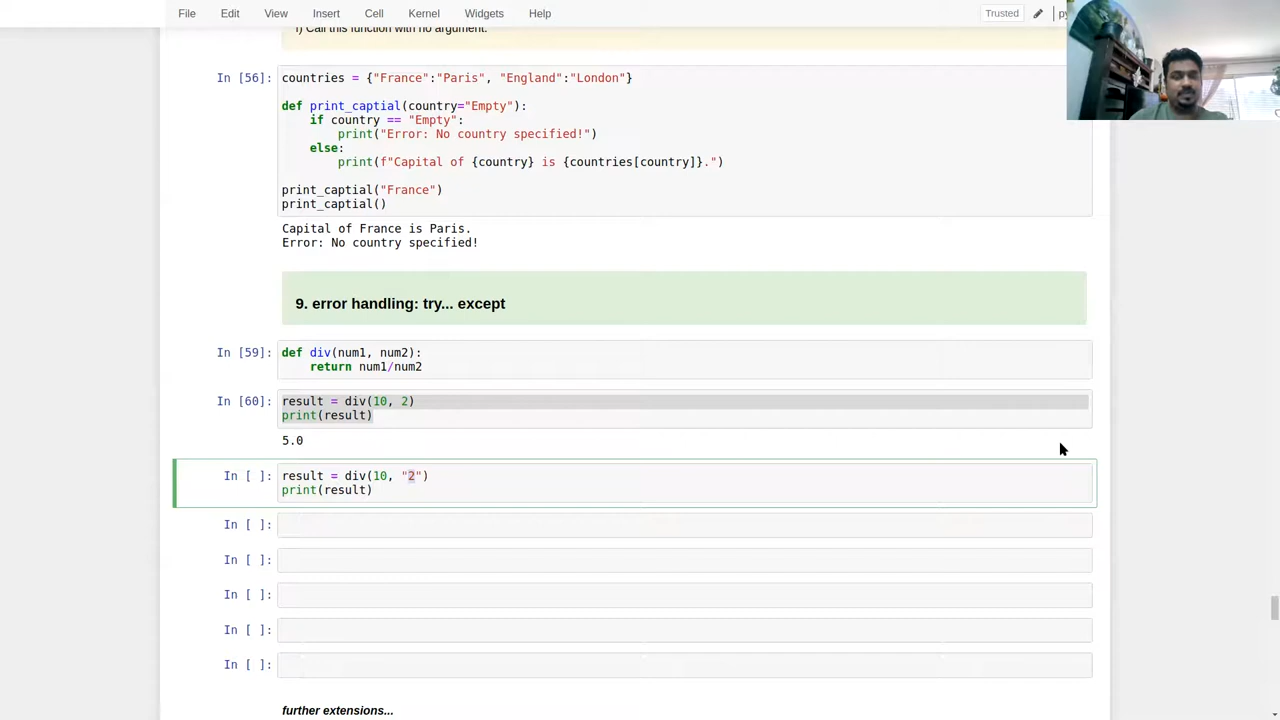 File Edit View Insert Cell Kernel Widgets Help Trusted
i) Call this function with no argument.
In [56]: countries = {"France":"Paris", "England":"London"}
def print_captial(country="Empty"):
if country == "Empty":
print("Error: No country specified!")
else:
print(f"Capital of {country} is {countries[country]}.")
print_captial("France")
print_captial()
Capital of France is Paris.
Error: No country specified!
9. error handling: try... except
In [59]: def div(num1, num2):
return num1/num2
In [60]: result = div(10, 2)
print(result)
5.0
In [ ]: result = div(10, "2")
print(result)
In [ ]:
In [ ]:
In [ ]:
In [ ]:
In [ ]:
further extensions...